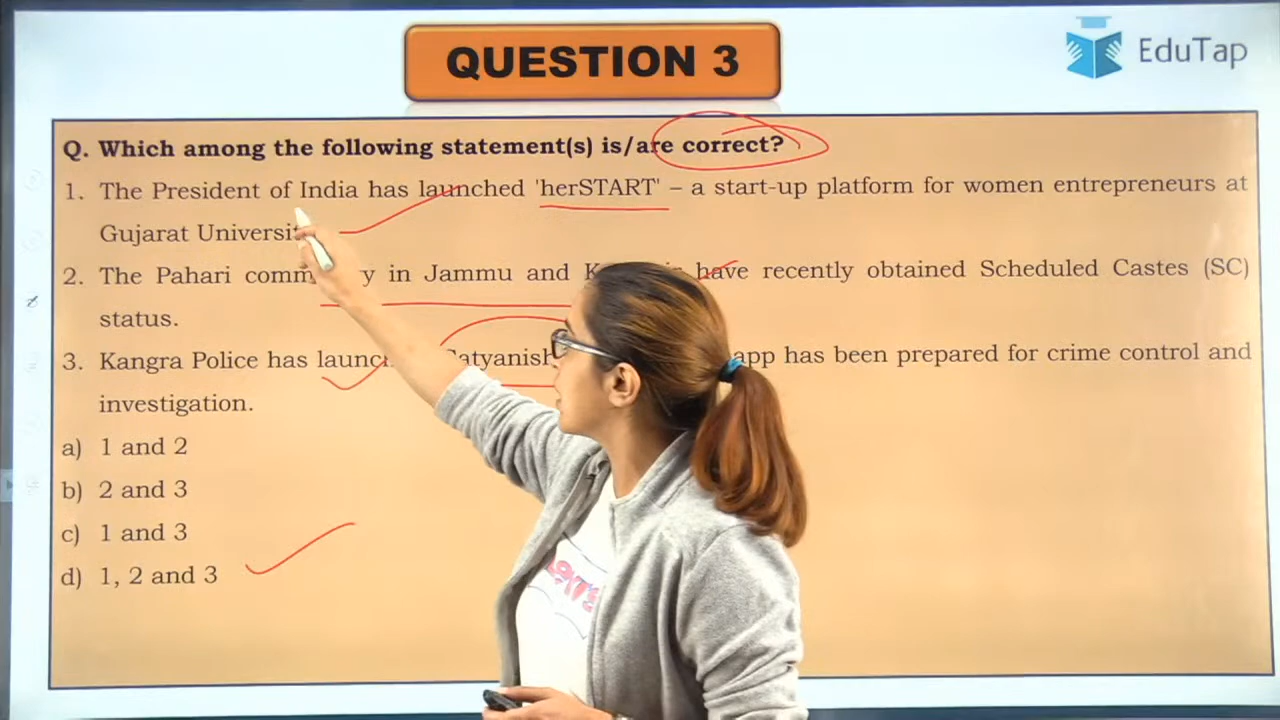 QUESTION 3
EduTap
Q. Which among the following statement(s) is/are correct?
1. The President of India has launched 'herSTART' – a start-up platform for women entrepreneurs at
Gujarat
2. The Pahari in Jammu and have recently obtained Scheduled Castes (SC)
status.
3. Kangra Police has app has been prepared for crime control and
investigation.
a) 1 and 2
b) 2 and 3
c) 1 and 3
d) 1, 2 and 3